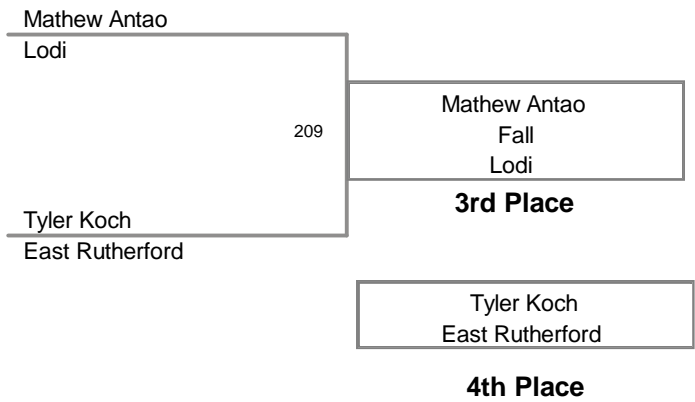 Mathew Antao
Lodi
209
Mathew Antao
Fall
Lodi
3rd Place
Tyler Koch
East Rutherford
Tyler Koch
East Rutherford
4th Place